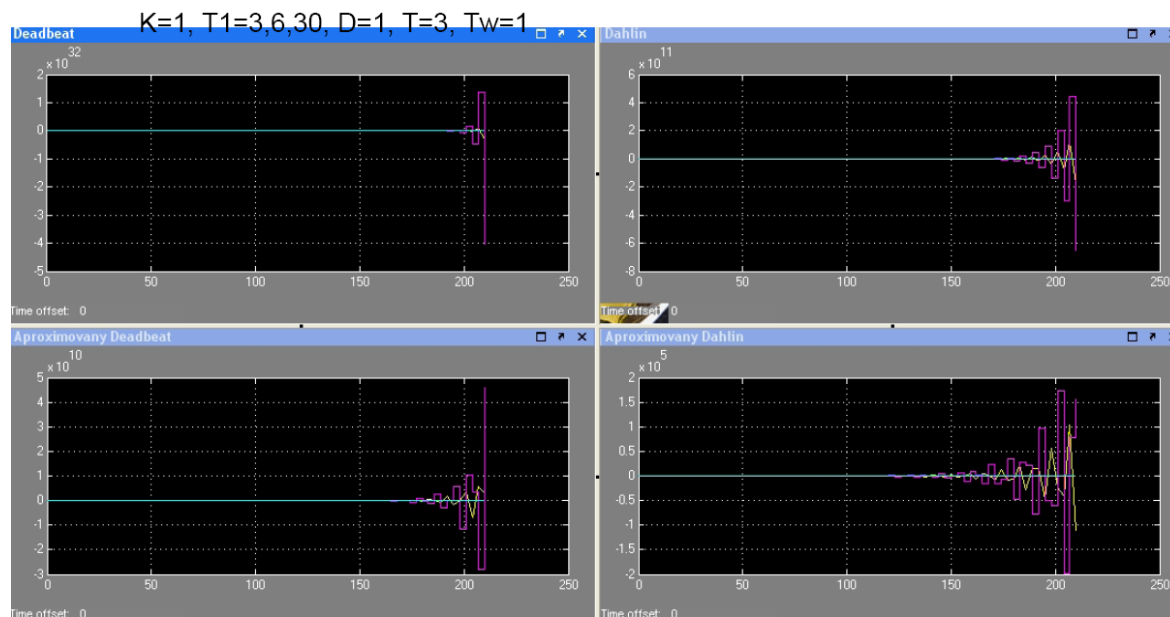 K=1, T1=3,6,30, D=1, T=3, Tw=1
Deadbeat
x 10 32
2
1
0
-1
-2
-3
-4
-5
0 50 100 150 200 250
Time offset: 0
Dahlin
x 10 11
6
4
2
0
-2
-4
-6
-8
0 50 100 150 200 250
Time offset: 0
Aproximovany Deadbeat
x 10 10
5
4
3
2
1
0
-1
-2
-3
0 50 100 150 200 250
Time offset: 0
Aproximovany Dahlin
x 10 5
2
1.5
1
0.5
0
-0.5
-1
-1.5
-2
0 50 100 150 200 250
Time offset: 0